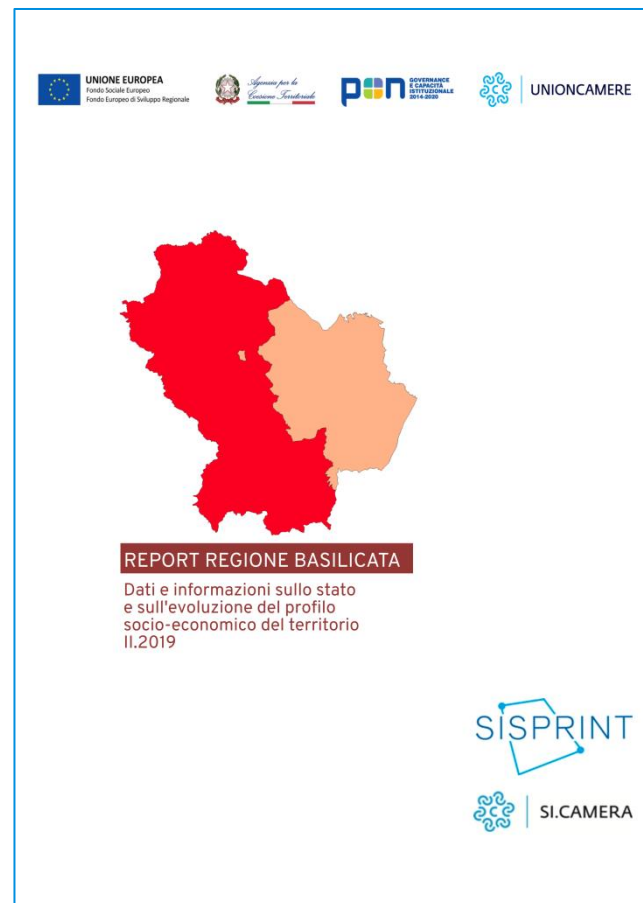 UNIONE EUROPEA
Fondo Sociale Europeo
Fondo Europeo di Sviluppo Regionale
Agenzia per la
Coesione Territoriale
pon
GOVERNANCE
E CAPACITÀ
ISTITUZIONALE
2014-2020
UNIONCAMERE
REPORT REGIONE BASILICATA
Dati e informazioni sullo stato
e sull'evoluzione del profilo
socio-economico del territorio
II.2019
SISPRINT
SI.CAMERA